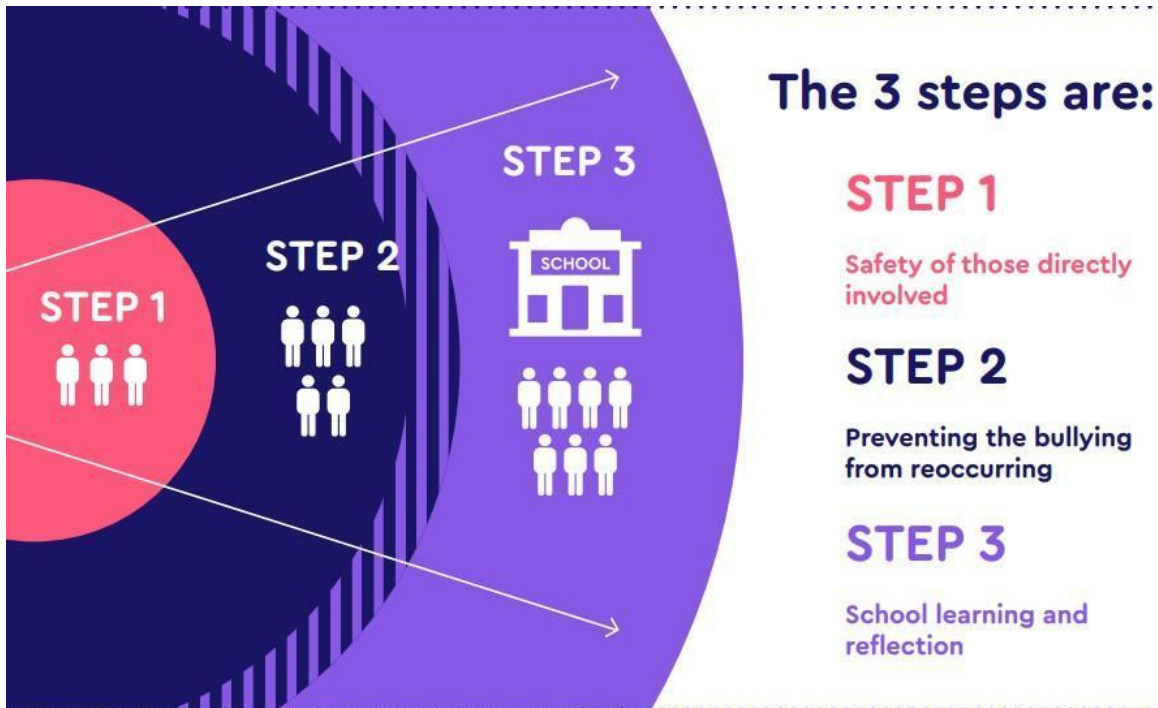 STEP 1
STEP 2
STEP 3
SCHOOL
The 3 steps are:
STEP 1
Safety of those directly
involved
STEP 2
Preventing the bullying
from reoccurring
STEP 3
School learning and
reflection